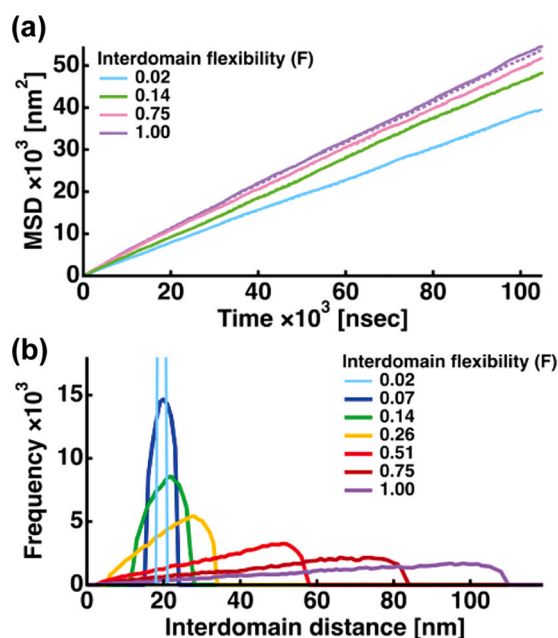 (a)
Interdomain flexibility (F)
0.02
0.14
0.75
1.00
MSD ×10³ [nm²]
50
40
30
20
10
0
0 20 40 60 80 100
Time ×10³ [nsec]
(b)
Interdomain flexibility (F)
0.02
0.07
0.14
0.26
0.51
0.75
1.00
Frequency ×10³
15
10
5
0
0 20 40 60 80 100
Interdomain distance [nm]